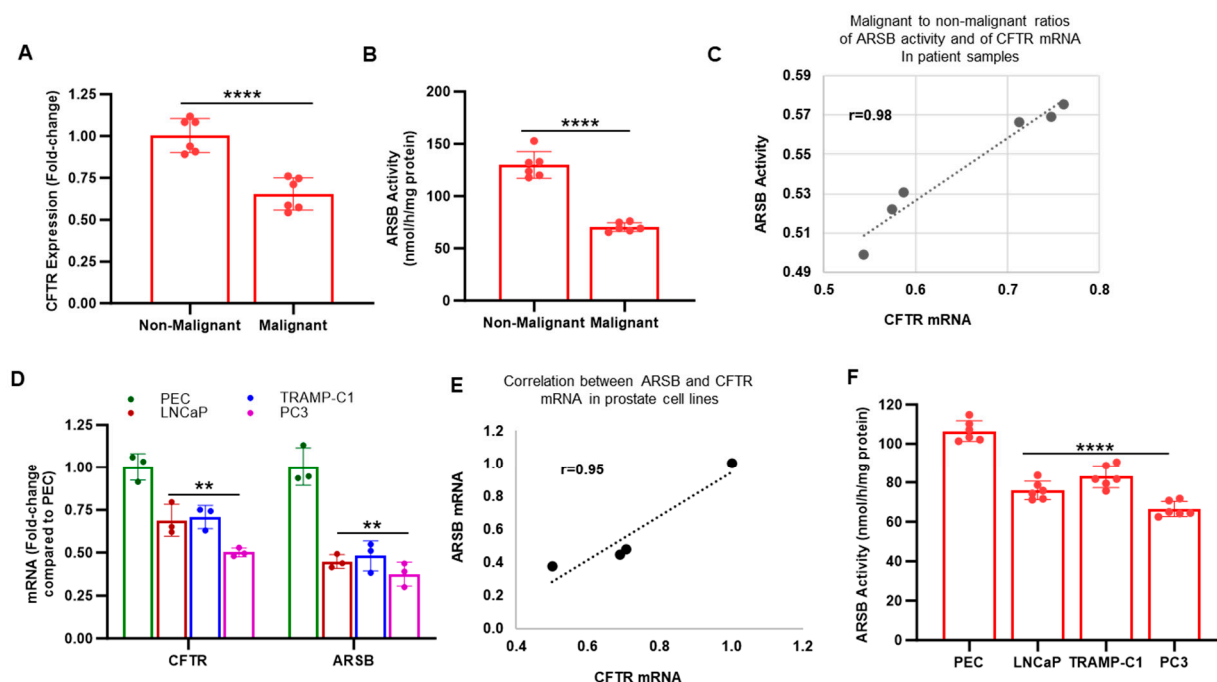 A
CFTR Expression (Fold-change)
1.25
1.00
0.75
0.50
0.25
0.00
****
Non-Malignant Malignant
B
ARSB Activity
(nmol/h/mg protein)
200
150
100
50
0
****
Non-Malignant Malignant
Malignant to non-malignant ratios
of ARSB activity and of CFTR mRNA
In patient samples
C
ARSB Activity
0.59
0.57
0.55
0.53
0.51
0.49
r=0.98
0.5 0.6 0.7 0.8
CFTR mRNA
D
PEC TRAMP-C1
LNCaP PC3
mRNA (Fold-change
compared to PEC)
1.25
1.00
0.75
0.50
0.25
0.00
**
**
CFTR ARSB
E
Correlation between ARSB and CFTR
mRNA in prostate cell lines
ARSB mRNA
1.2
1.0
0.8
0.6
0.4
0.2
0.0
r=0.95
0.4 0.6 0.8 1.0 1.2
CFTR mRNA
F
ARSB Activity (nmol/h/mg protein)
120
100
80
60
40
20
0
****
PEC LNCaP TRAMP-C1 PC3